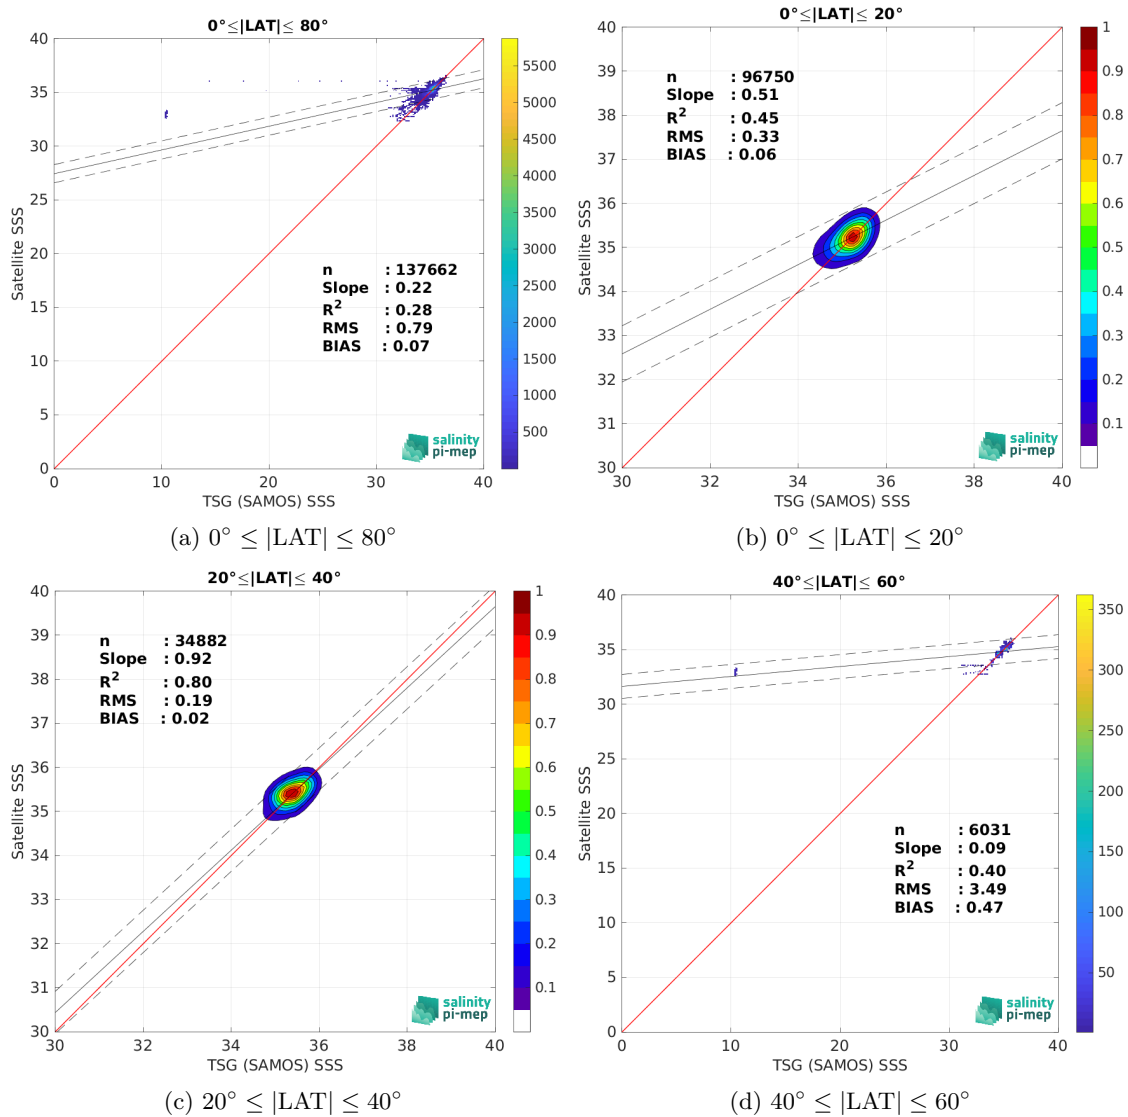 0°≤|LAT|≤ 80°
40
35
30
25
20
15
10
5
0
Satellite SSS
n : 137662
Slope : 0.22
R² : 0.28
RMS : 0.79
BIAS : 0.07
salinity
pi-mep
0 10 20 30 40
TSG (SAMOS) SSS
5500
5000
4500
4000
3500
3000
2500
2000
1500
1000
500
(a) 0° ≤ |LAT| ≤ 80°
0°≤|LAT|≤ 20°
40
39
38
37
36
35
34
33
32
31
30
Satellite SSS
n : 96750
Slope : 0.51
R² : 0.45
RMS : 0.33
BIAS : 0.06
salinity
pi-mep
30 32 34 36 38 40
TSG (SAMOS) SSS
1
0.9
0.8
0.7
0.6
0.5
0.4
0.3
0.2
0.1
(b) 0° ≤ |LAT| ≤ 20°
20°≤|LAT|≤ 40°
40
39
38
37
36
35
34
33
32
31
30
Satellite SSS
n : 34882
Slope : 0.92
R² : 0.80
RMS : 0.19
BIAS : 0.02
salinity
pi-mep
30 32 34 36 38 40
TSG (SAMOS) SSS
1
0.9
0.8
0.7
0.6
0.5
0.4
0.3
0.2
0.1
(c) 20° ≤ |LAT| ≤ 40°
40°≤|LAT|≤ 60°
40
35
30
25
20
15
10
5
0
Satellite SSS
n : 6031
Slope : 0.09
R² : 0.40
RMS : 3.49
BIAS : 0.47
salinity
pi-mep
0 10 20 30 40
TSG (SAMOS) SSS
350
300
250
200
150
100
50
(d) 40° ≤ |LAT| ≤ 60°